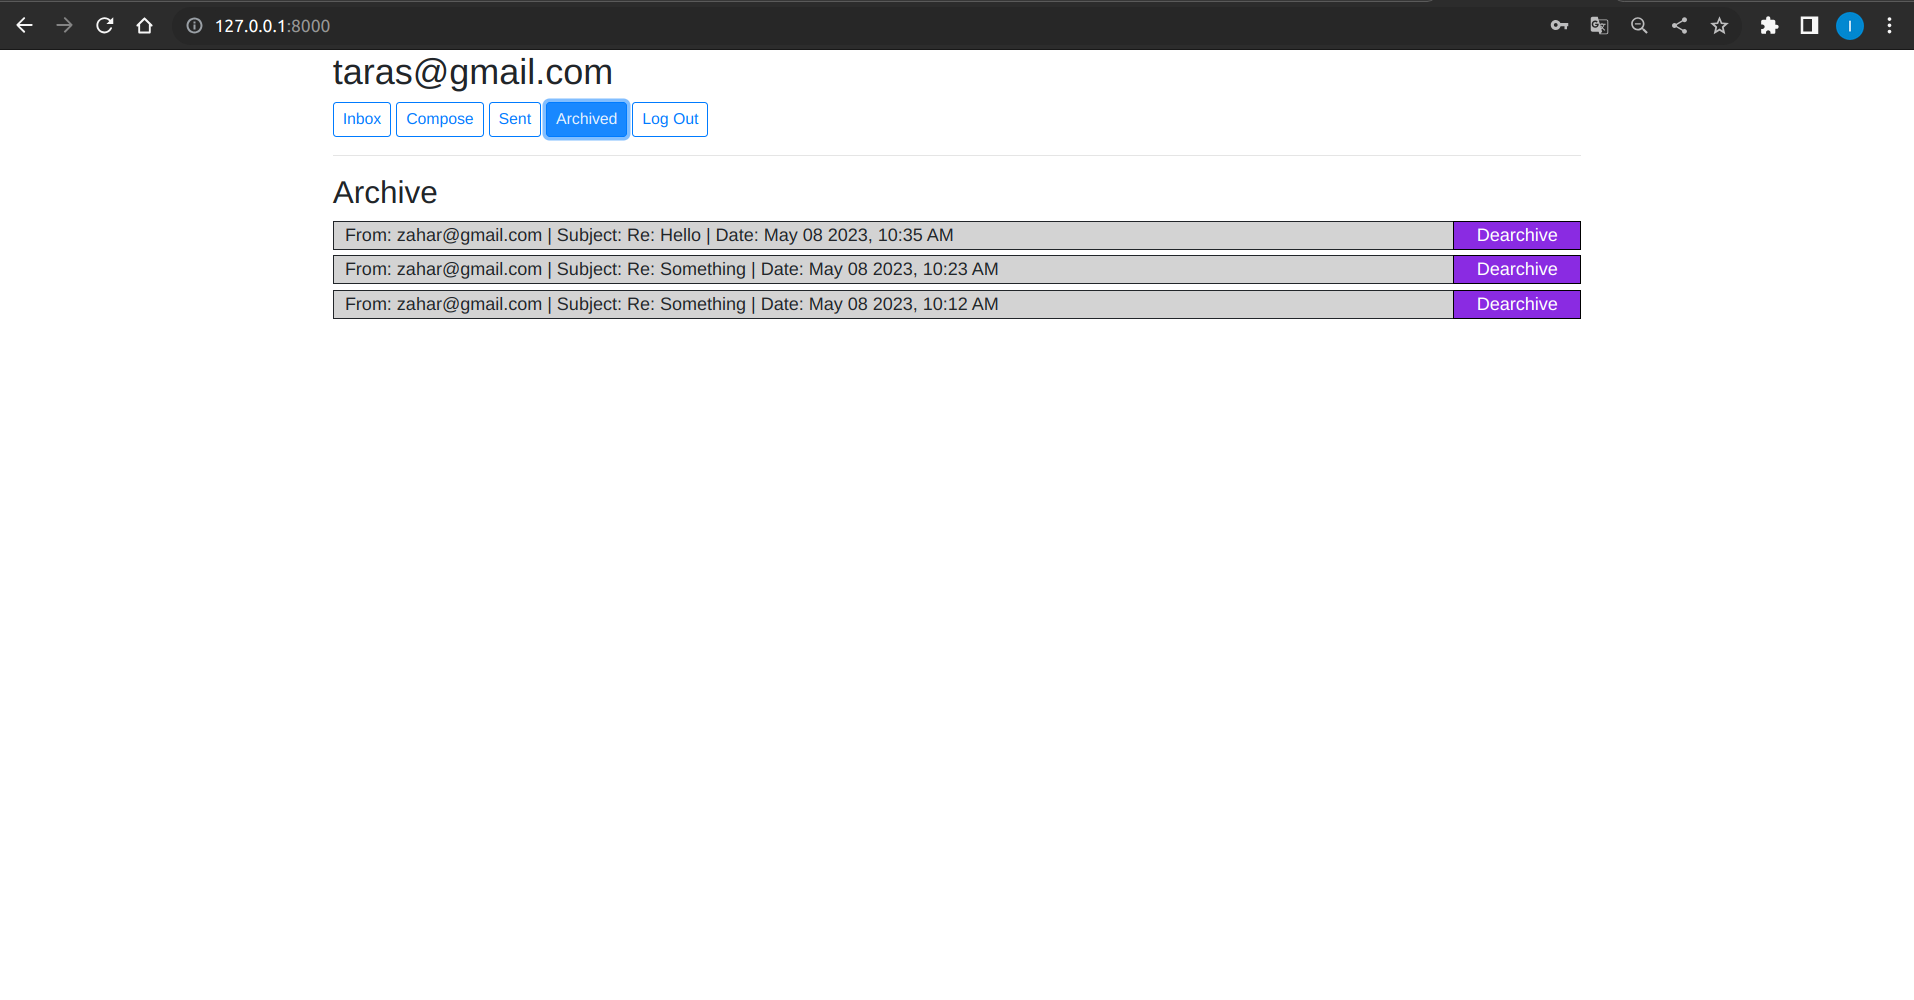 127.0.0.1:8000
I
taras@gmail.com
Inbox Compose Sent Archived Log Out
Archive
From: zahar@gmail.com | Subject: Re: Hello | Date: May 08 2023, 10:35 AM Dearchive
From: zahar@gmail.com | Subject: Re: Something | Date: May 08 2023, 10:23 AM Dearchive
From: zahar@gmail.com | Subject: Re: Something | Date: May 08 2023, 10:12 AM Dearchive